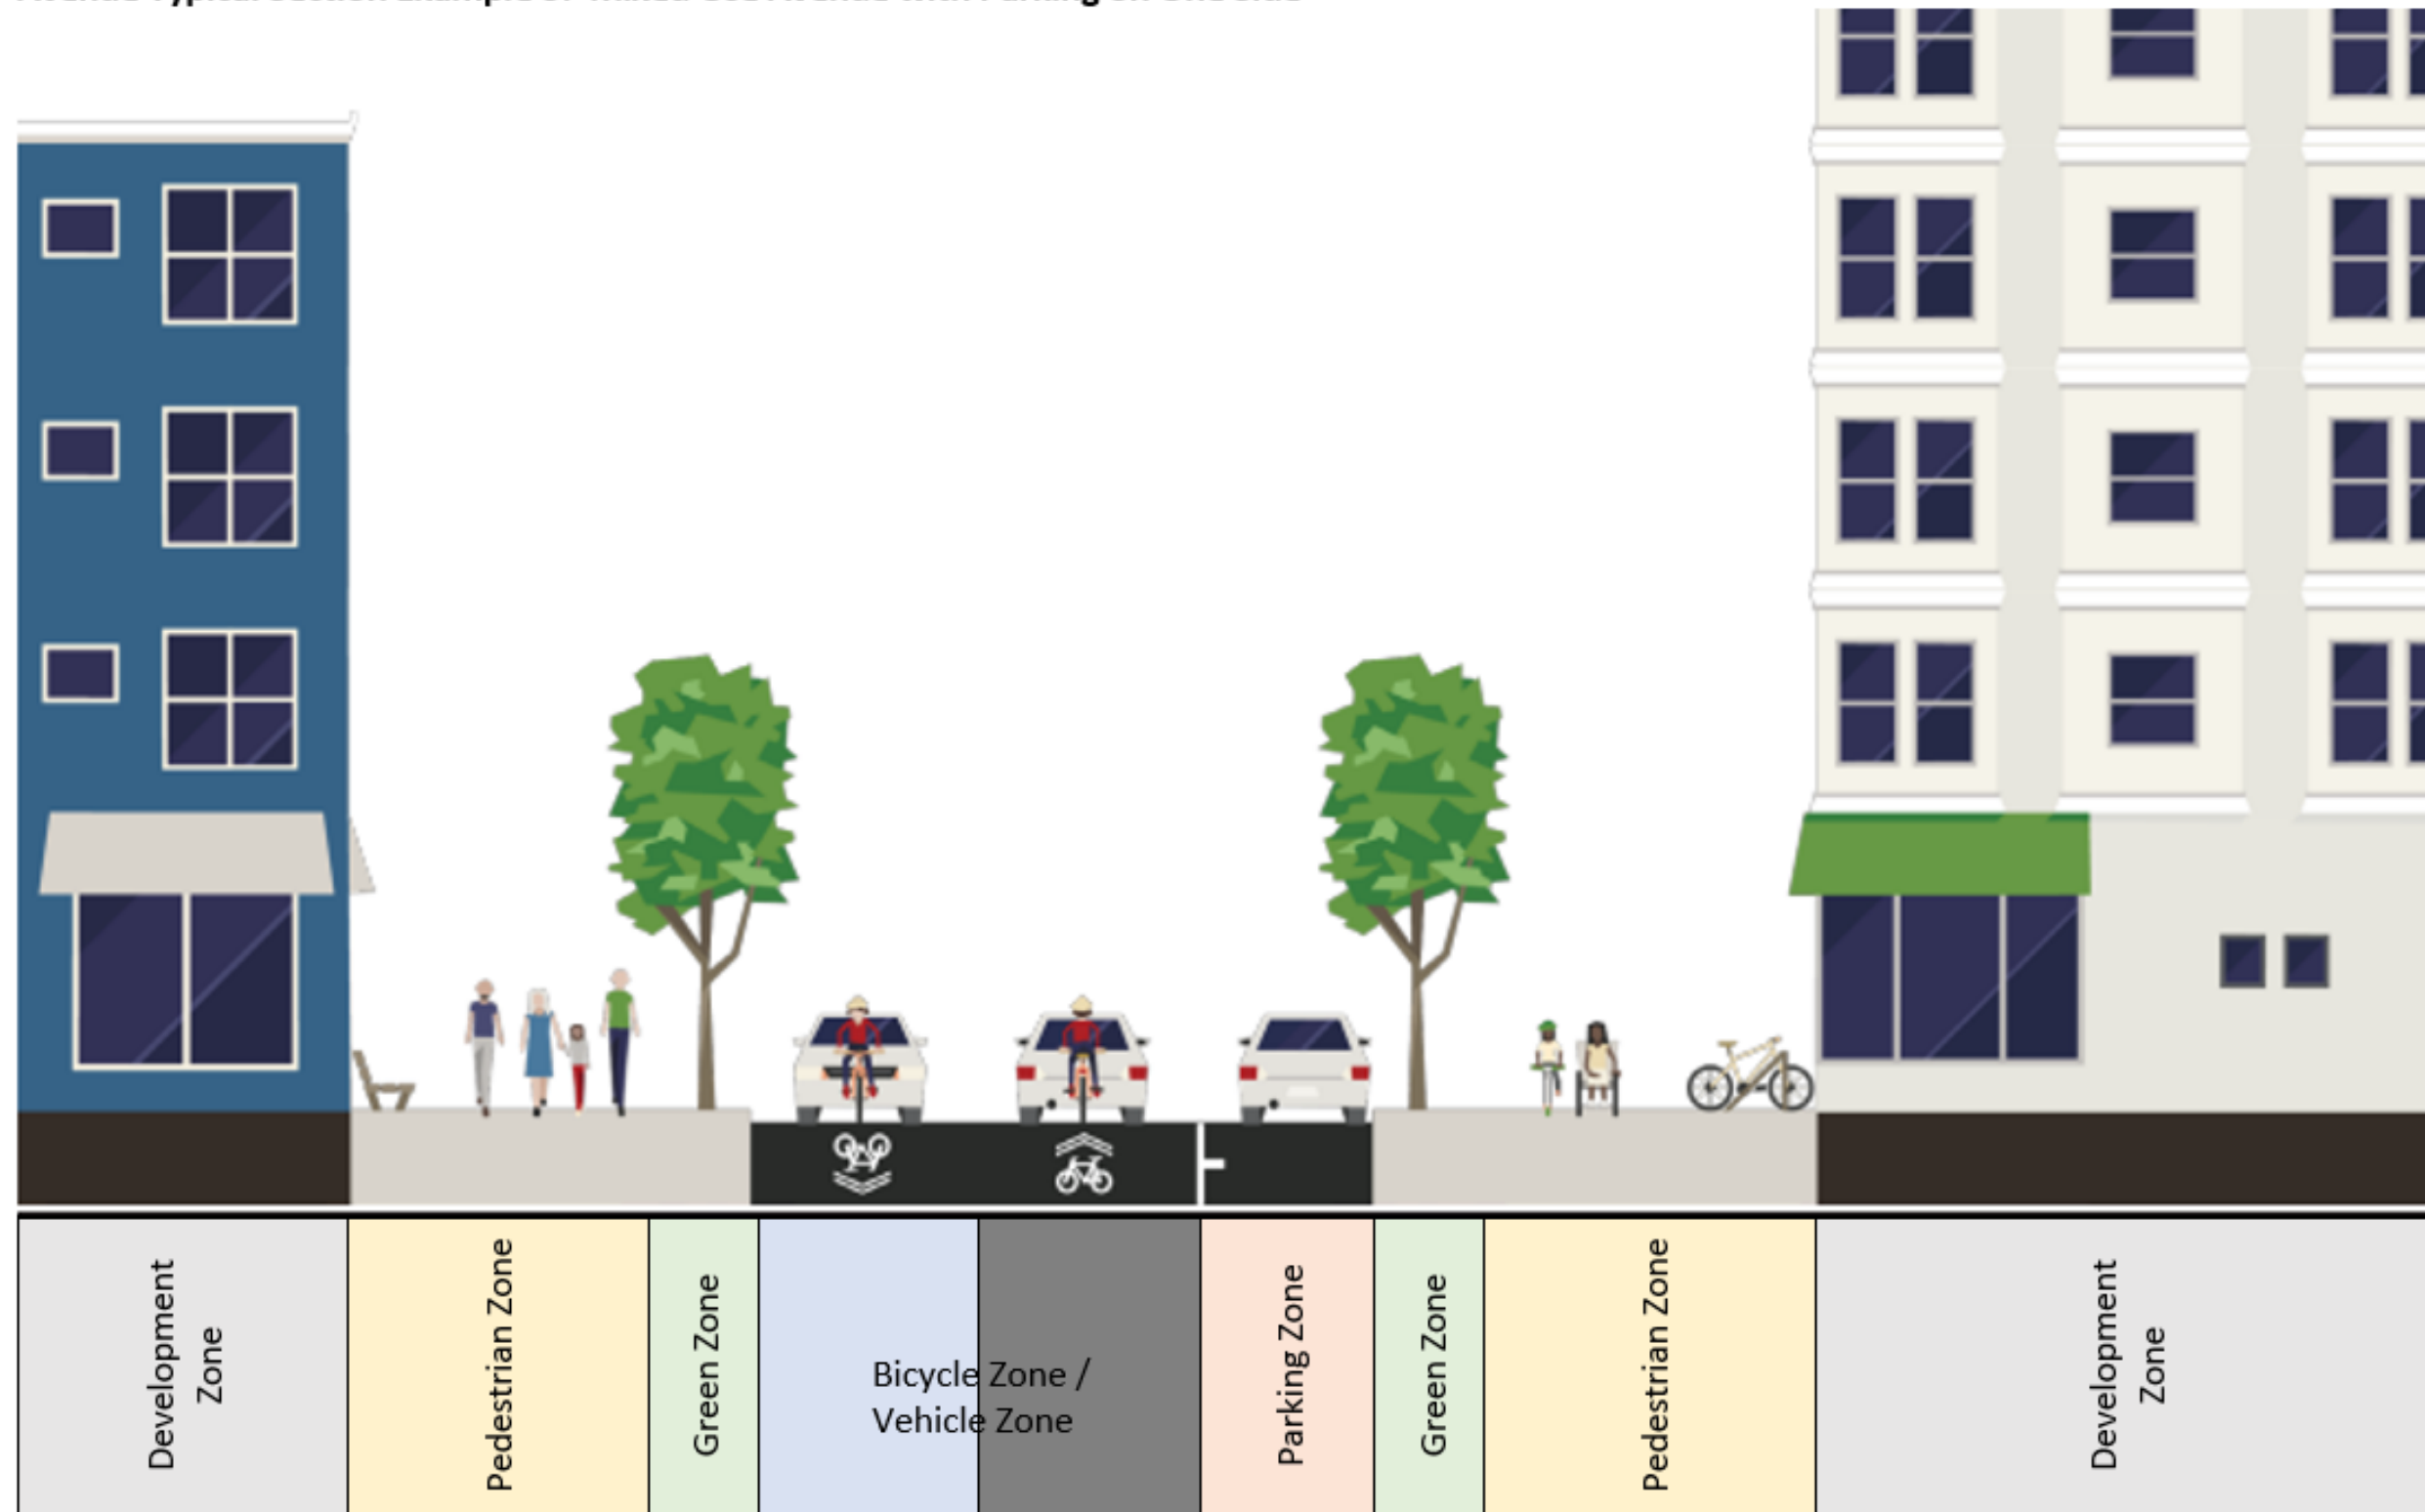 Development
Zone
Pedestrian Zone
Green Zone
Bicycle Zone /
Vehicle Zone
Parking Zone
Green Zone
Pedestrian Zone
Development
Zone